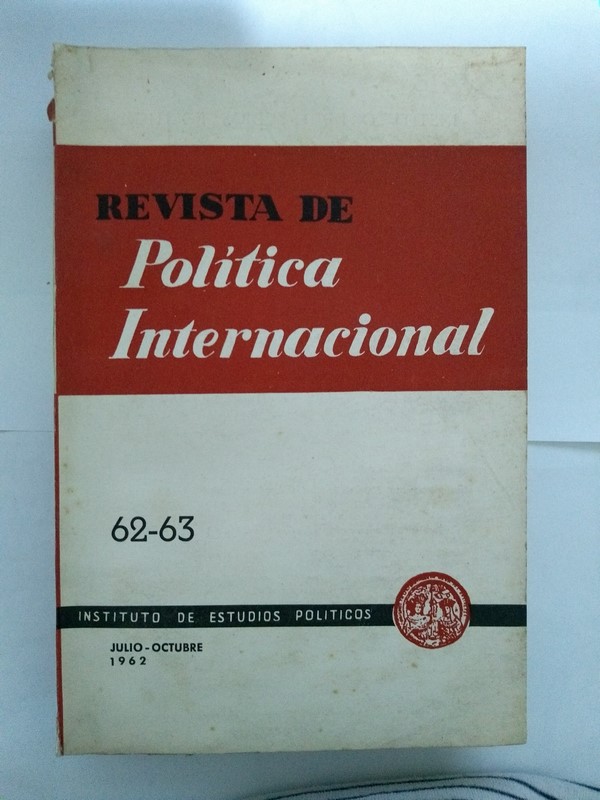 REVISTA DE
Política
Internacional
62-63
INSTITUTO DE ESTUDIOS POLITICOS
JULIO-OCTUBRE
1962